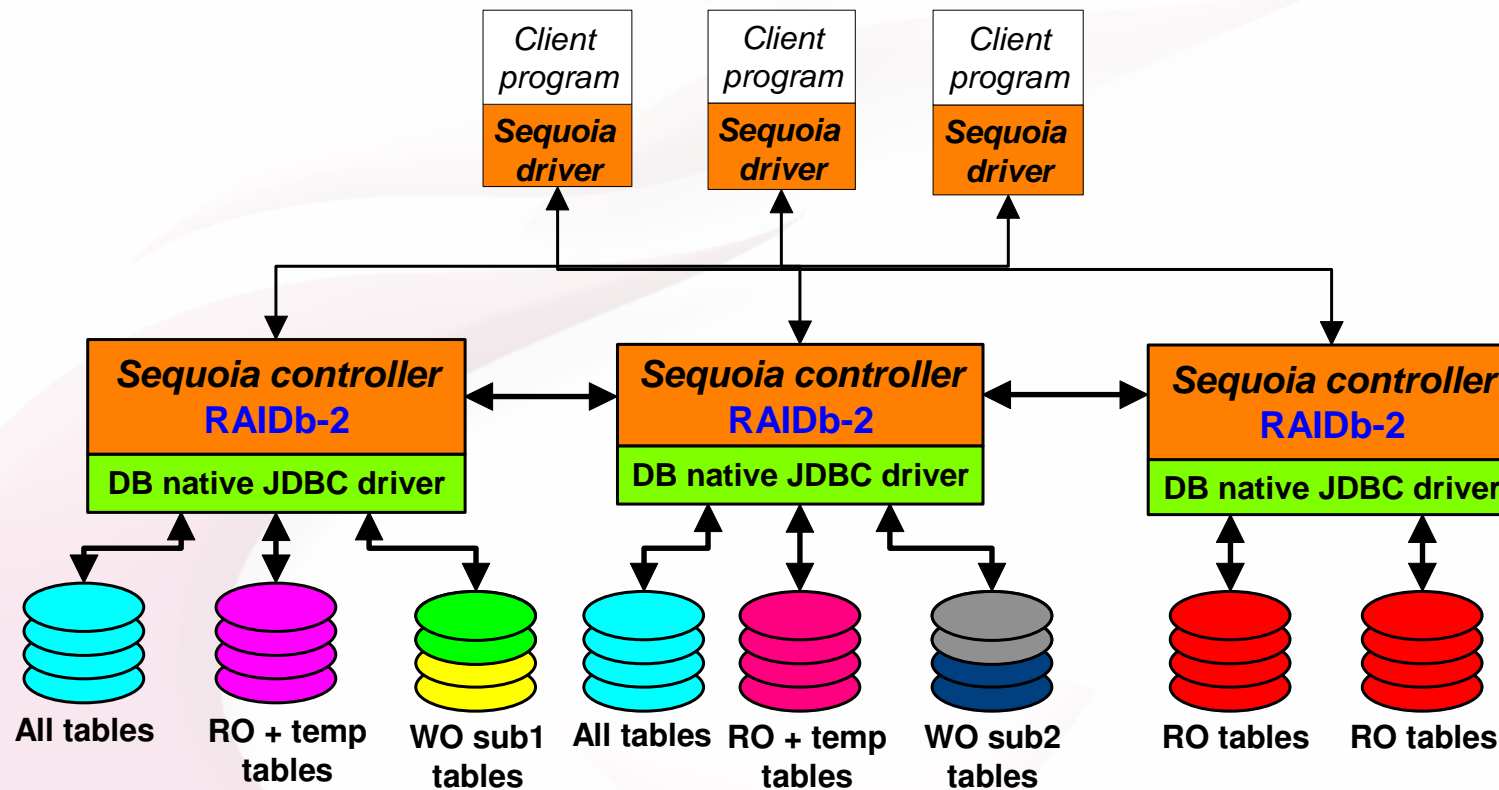 Client
program
Sequoia
driver
Client
program
Sequoia
driver
Client
program
Sequoia
driver
Sequoia controller
RAIDb-2
DB native JDBC driver
Sequoia controller
RAIDb-2
DB native JDBC driver
Sequoia controller
RAIDb-2
DB native JDBC driver
All tables
RO + temp
tables
WO sub1
tables
All tables
RO + temp
tables
WO sub2
tables
RO tables
RO tables